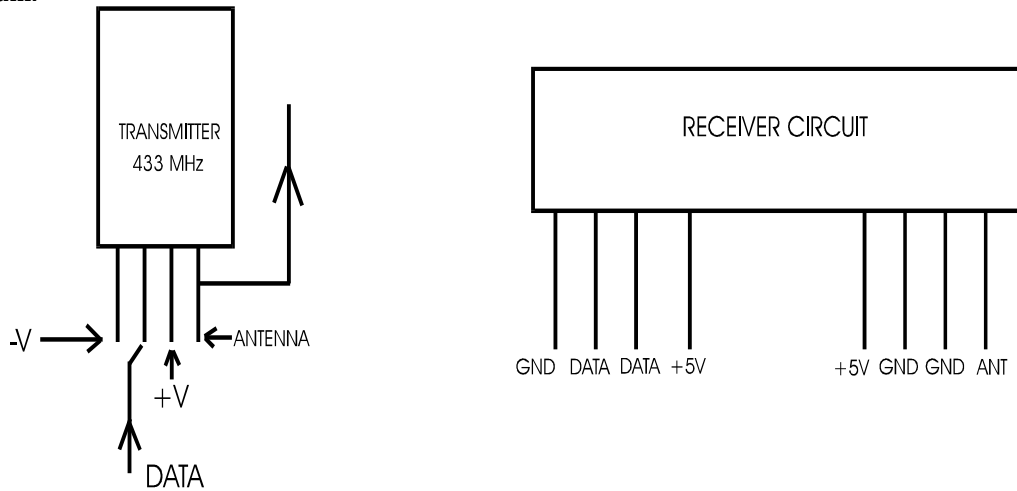 TRANSMITTER
433 MHz
-V
ANTENNA
+V
DATA
RECEIVER CIRCUIT
GND DATA DATA +5V +5V GND GND ANT